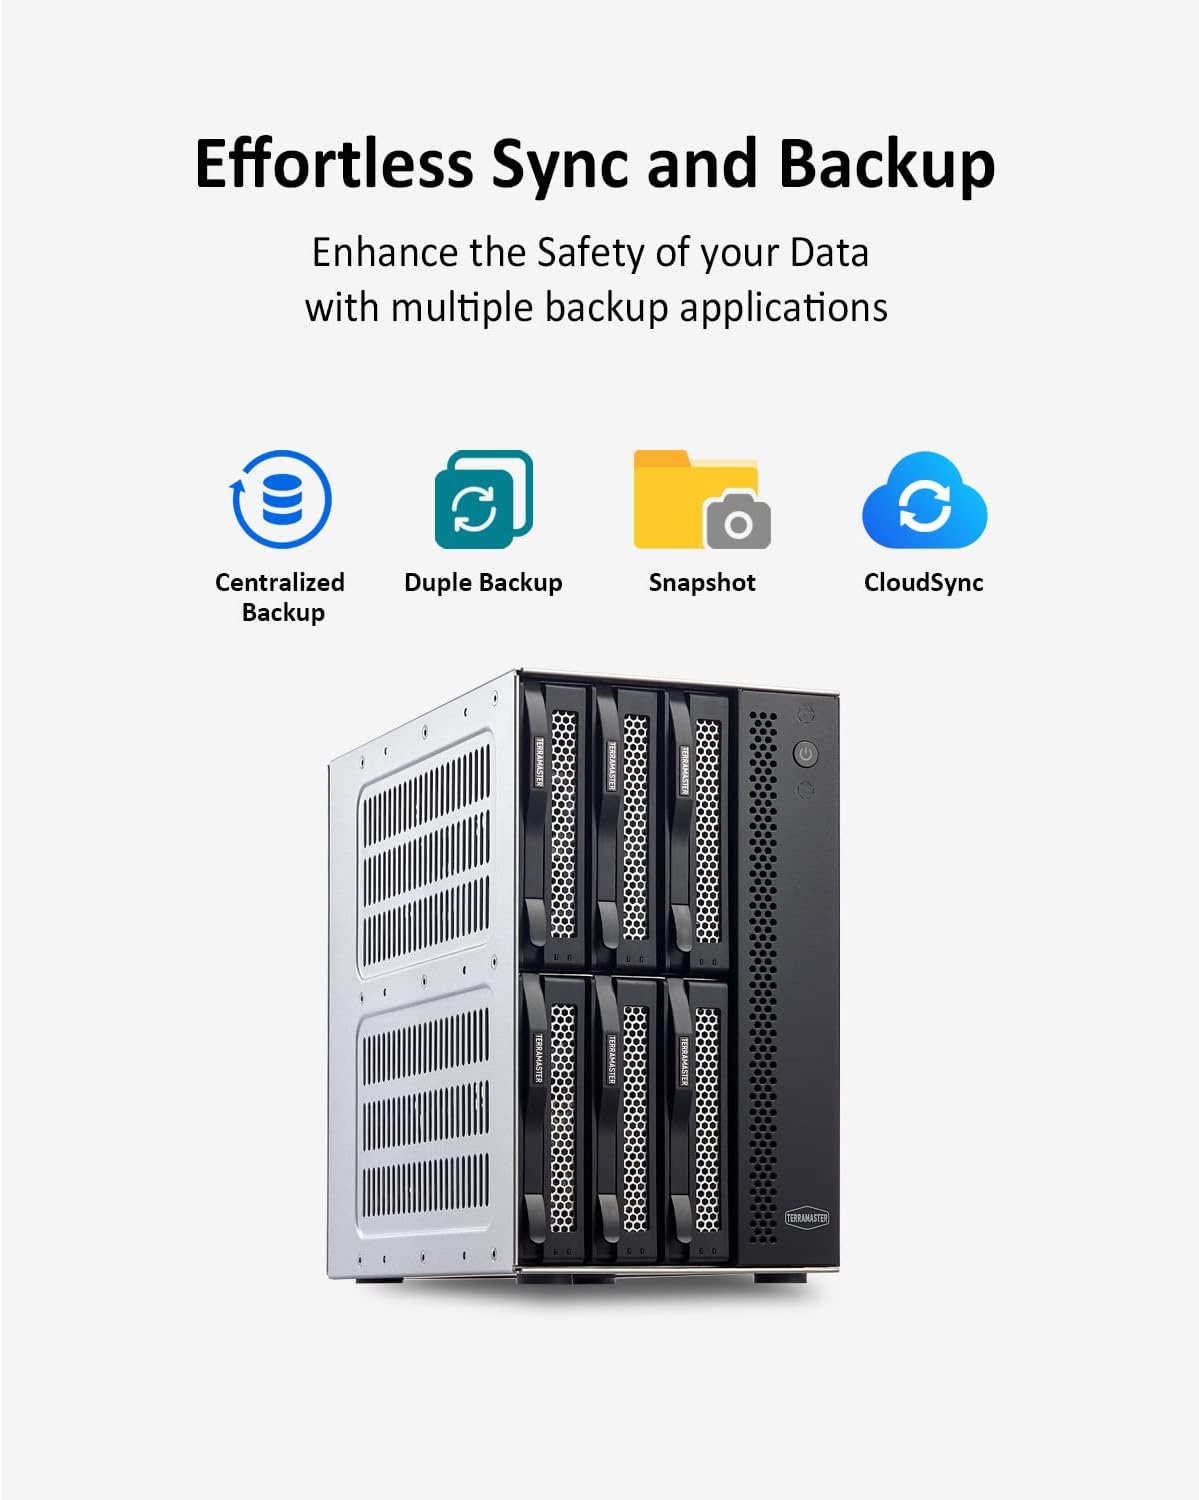 Effortless Sync and Backup
Enhance the Safety of your Data
with multiple backup applications
Centralized
Backup
Duple Backup
Snapshot
CloudSync
TERRAMASTER
TERRAMASTER
TERRAMASTER
TERRAMASTER
TERRAMASTER
TERRAMASTER
TERRAMASTER